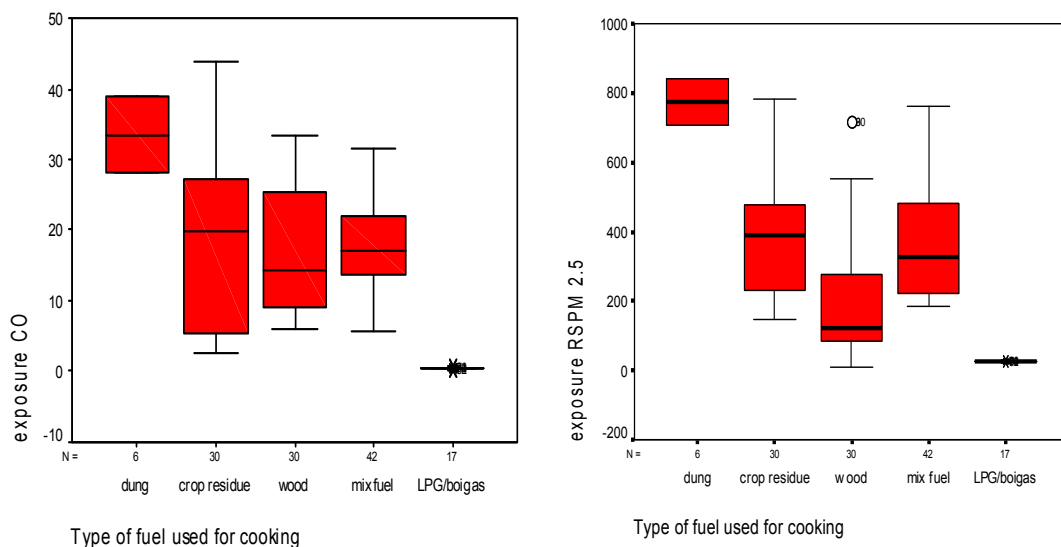 50
40
30
20
10
0
-10
exposure CO
N =
6
30
30
42
17
dung
crop residue
wood
mix fuel
LPG/boigas
Type of fuel used for cooking
1000
800
600
400
200
0
-200
exposure RSPM 2.5
N =
6
30
30
42
17
dung
crop residue
wood
mix fuel
LPG/boigas
Type of fuel used for cooking